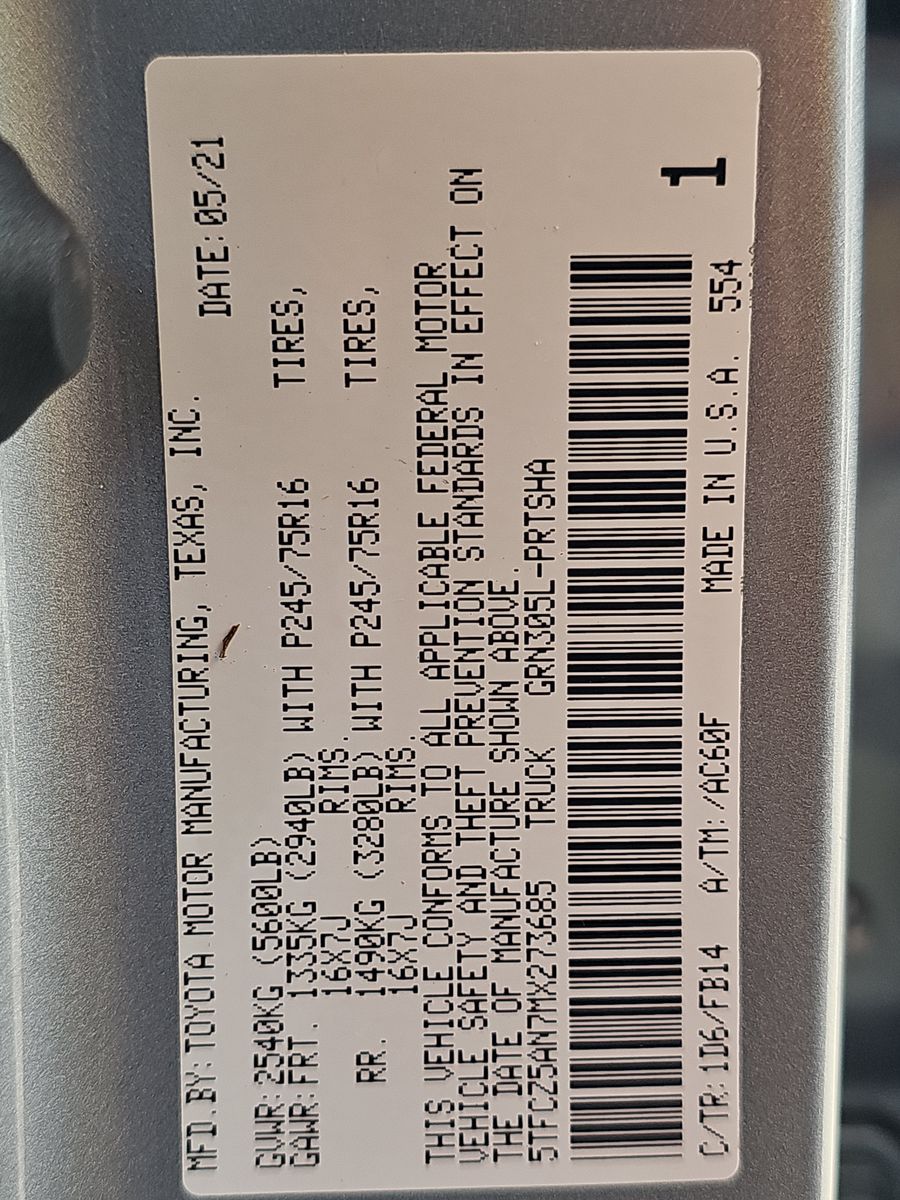 MFD.BY:TOYOTA MOTOR MANUFACTURING, TEXAS, INC.
DATE:05/21
GVWR:2540KG (5600LB)
GAWR:FRT. 1335KG (2940LB) WITH P245/75R16 TIRES,
16X7J RIMS.
RR. 1490KG (3280LB) WITH P245/75R16 TIRES,
16X7J RIMS.
THIS VEHICLE CONFORMS TO ALL APPLICABLE FEDERAL MOTOR
VEHICLE SAFETY AND THEFT PREVENTION STANDARDS IN EFFECT ON
THE DATE OF MANUFACTURE SHOWN ABOVE.
5TFCZ5AN7MX273685 TRUCK GRN305L-PRTSHA
1
C/TR:1D6/FB14 A/TM:/AC60F MADE IN U.S.A. 554